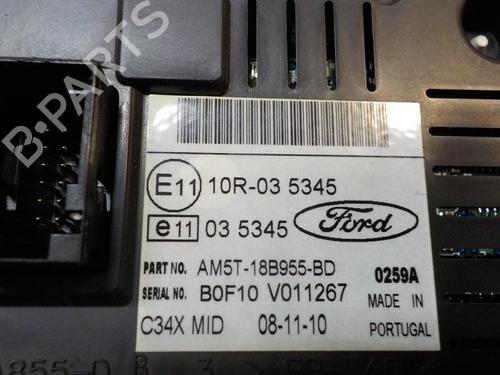 B-PARTS
E11 10R-03 5345
e11 03 5345 Ford
PART NO. AM5T-18B955-BD 0259A
SERIAL NO. B0F10 V011267 MADE IN
C34X MID 08-11-10 PORTUGAL